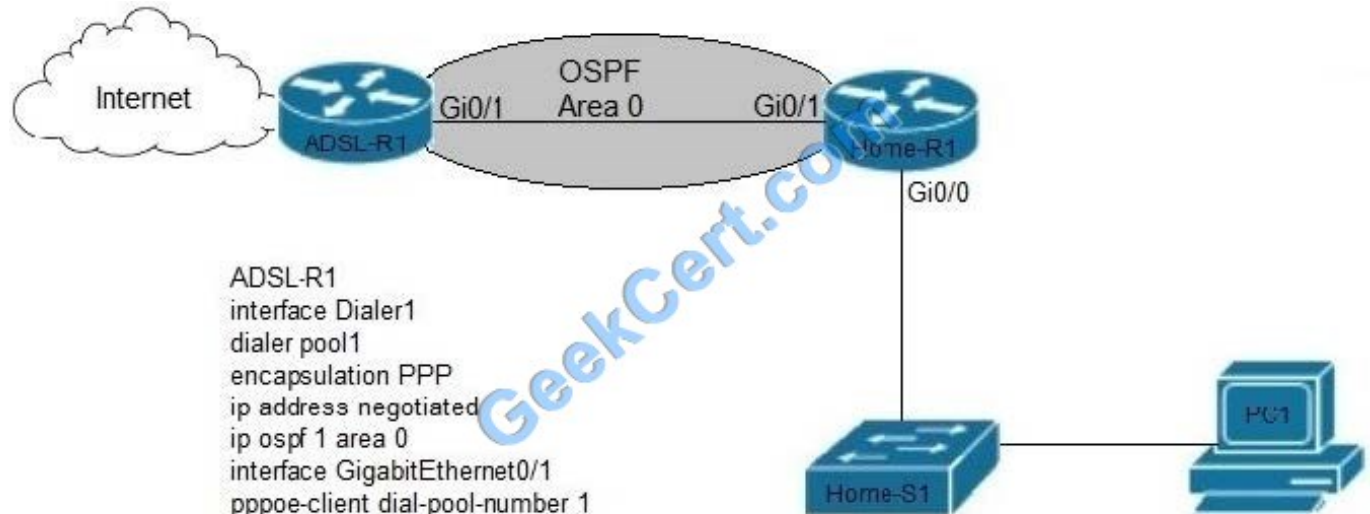 Internet
ADSL-R1
Gi0/1
OSPF
Area 0
Gi0/1
Home-R1
Gi0/0
GeekCert.com
ADSL-R1
interface Dialer1
dialer pool1
encapsulation PPP
ip address negotiated
ip ospf 1 area 0
interface GigabitEthernet0/1
pppoe-client dial-pool-number 1
Home-S1
PC1